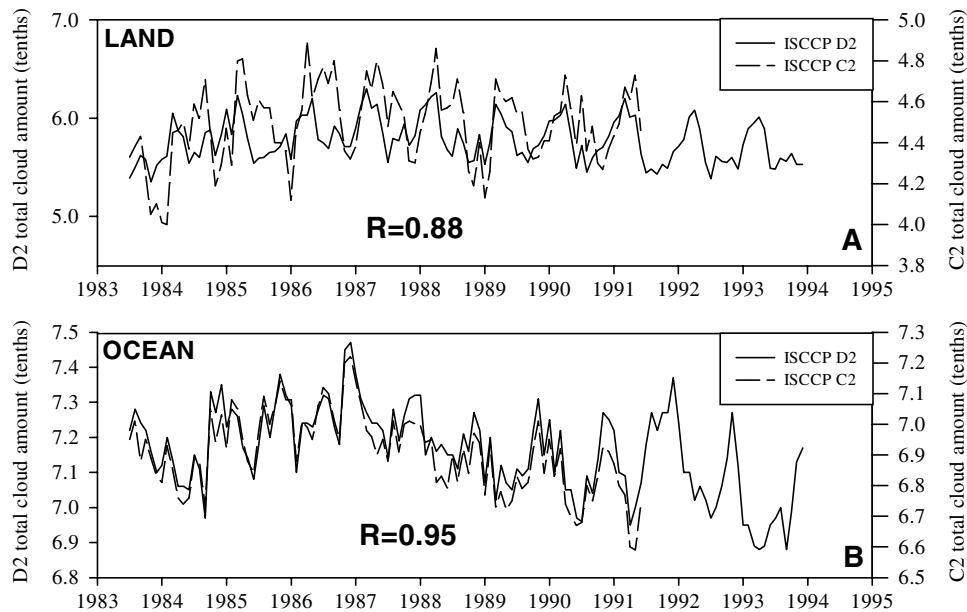 LAND
ISCCP D2
ISCCP C2
D2 total cloud amount (tenths)
7.0
6.0
5.0
C2 total cloud amount (tenths)
5.0
4.8
4.6
4.4
4.2
4.0
3.8
R=0.88
A
1983 1984 1985 1986 1987 1988 1989 1990 1991 1992 1993 1994 1995
OCEAN
ISCCP D2
ISCCP C2
D2 total cloud amount (tenths)
7.5
7.4
7.3
7.2
7.1
7.0
6.9
6.8
C2 total cloud amount (tenths)
7.3
7.2
7.1
7.0
6.9
6.8
6.7
6.6
6.5
R=0.95
B
1983 1984 1985 1986 1987 1988 1989 1990 1991 1992 1993 1994 1995